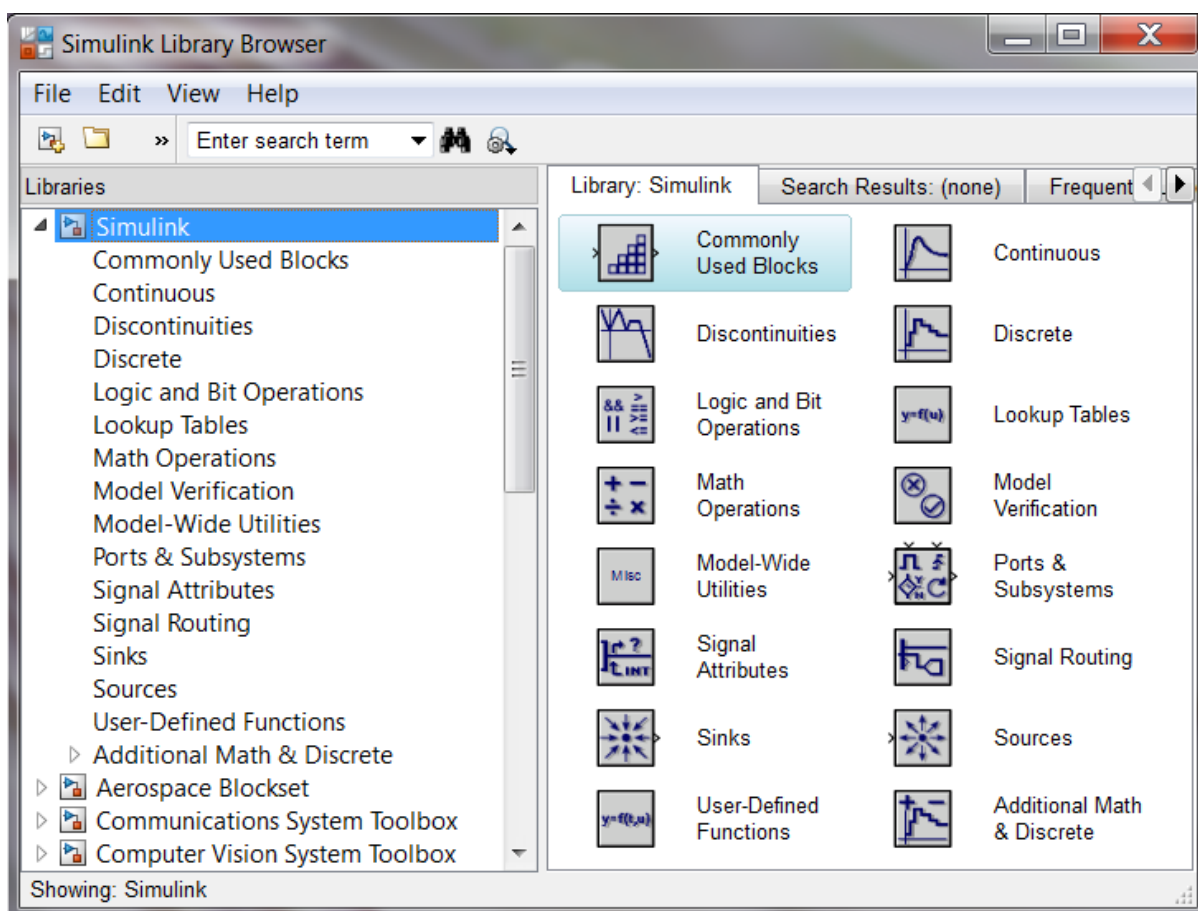 Simulink Library Browser
File Edit View Help
» Enter search term
Libraries
Simulink
Commonly Used Blocks
Continuous
Discontinuities
Discrete
Logic and Bit Operations
Lookup Tables
Math Operations
Model Verification
Model-Wide Utilities
Ports & Subsystems
Signal Attributes
Signal Routing
Sinks
Sources
User-Defined Functions
Additional Math & Discrete
Aerospace Blockset
Communications System Toolbox
Computer Vision System Toolbox
Library: Simulink Search Results: (none) Frequent
Commonly
Used Blocks
Continuous
Discontinuities
Discrete
&& > == || >= <=
Logic and Bit
Operations
y=f(u)
Lookup Tables
+ − ÷ ×
Math
Operations
Model
Verification
Misc
Model-Wide
Utilities
Ports &
Subsystems
? INT
Signal
Attributes
Signal Routing
Sinks
Sources
y=f(t,u)
User-Defined
Functions
+ −
Additional Math
& Discrete
Showing: Simulink